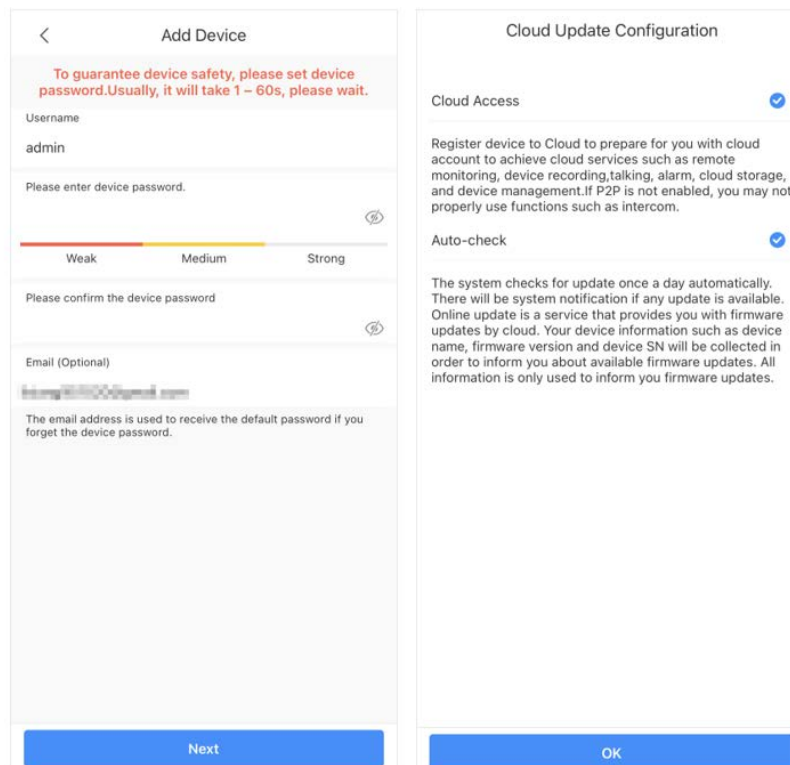 Add Device
To guarantee device safety, please set device
password.Usually, it will take 1 – 60s, please wait.
Username
admin
Please enter device password.
Weak Medium Strong
Please confirm the device password
Email (Optional)
The email address is used to receive the default password if you
forget the device password.
Next
Cloud Update Configuration
Cloud Access
Register device to Cloud to prepare for you with cloud
account to achieve cloud services such as remote
monitoring, device recording,talking, alarm, cloud storage,
and device management.If P2P is not enabled, you may not
properly use functions such as intercom.
Auto-check
The system checks for update once a day automatically.
There will be system notification if any update is available.
Online update is a service that provides you with firmware
updates by cloud. Your device information such as device
name, firmware version and device SN will be collected in
order to inform you about available firmware updates. All
information is only used to inform you firmware updates.
OK